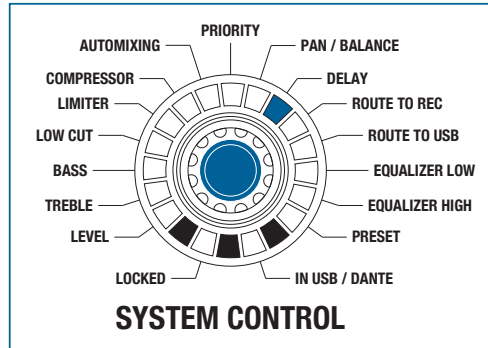 PRIORITY
AUTOMIXING
PAN / BALANCE
COMPRESSOR
DELAY
LIMITER
ROUTE TO REC
LOW CUT
ROUTE TO USB
BASS
EQUALIZER LOW
TREBLE
EQUALIZER HIGH
LEVEL
PRESET
LOCKED
IN USB / DANTE
SYSTEM CONTROL